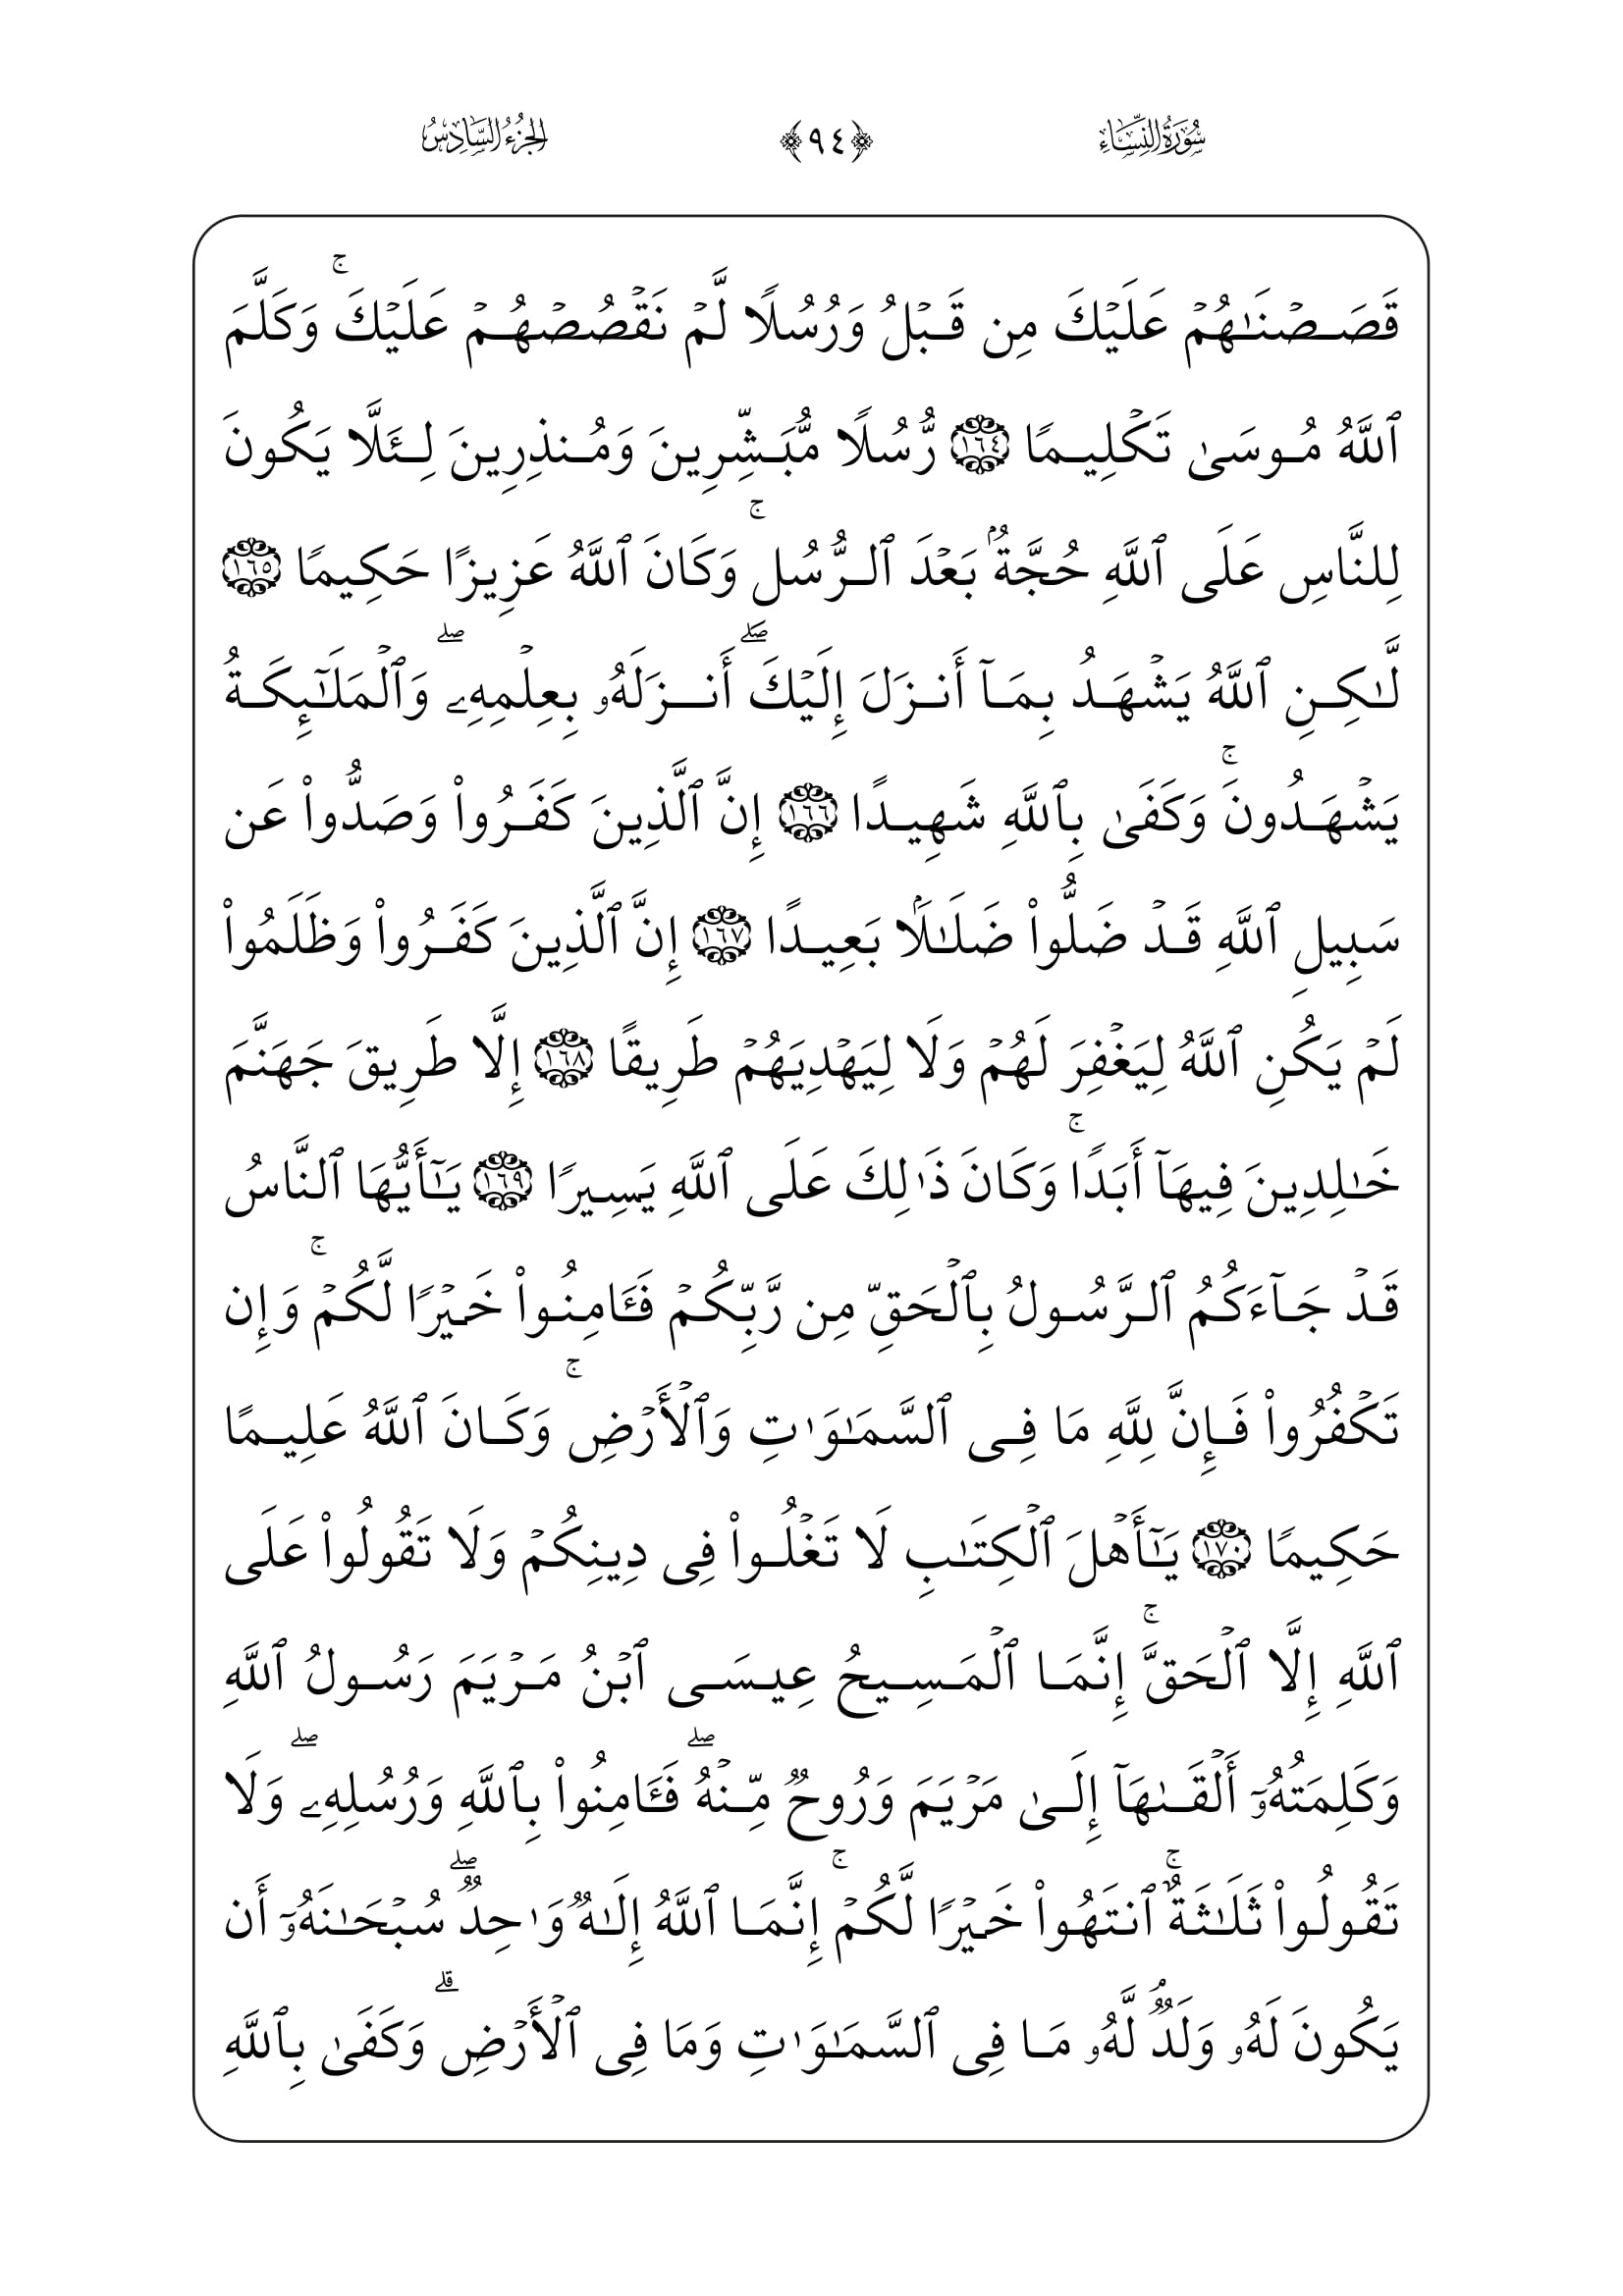 سُورَةُ النِّسَاءِ ﴿٩٤﴾ الجزءُ السَّادِسُ
قَصَصۡنَٰهُمۡ عَلَيۡكَ مِن قَبۡلُ وَرُسُلًا لَّمۡ نَقۡصُصۡهُمۡ عَلَيۡكَۚ وَكَلَّمَ
ٱللَّهُ مُوسَىٰ تَكۡلِيمًا ١٦٤ رُّسُلًا مُّبَشِّرِينَ وَمُنذِرِينَ لِئَلَّا يَكُونَ
لِلنَّاسِ عَلَى ٱللَّهِ حُجَّةُۢ بَعۡدَ ٱلرُّسُلِۚ وَكَانَ ٱللَّهُ عَزِيزًا حَكِيمًا ١٦٥
لَّٰكِنِ ٱللَّهُ يَشۡهَدُ بِمَآ أَنزَلَ إِلَيۡكَۖ أَنزَلَهُۥ بِعِلۡمِهِۦۖ وَٱلۡمَلَٰٓئِكَةُ
يَشۡهَدُونَۚ وَكَفَىٰ بِٱللَّهِ شَهِيدًا ١٦٦ إِنَّ ٱلَّذِينَ كَفَرُواْ وَصَدُّواْ عَن
سَبِيلِ ٱللَّهِ قَدۡ ضَلُّواْ ضَلَٰلَۢا بَعِيدًا ١٦٧ إِنَّ ٱلَّذِينَ كَفَرُواْ وَظَلَمُواْ
لَمۡ يَكُنِ ٱللَّهُ لِيَغۡفِرَ لَهُمۡ وَلَا لِيَهۡدِيَهُمۡ طَرِيقًا ١٦٨ إِلَّا طَرِيقَ جَهَنَّمَ
خَٰلِدِينَ فِيهَآ أَبَدًاۚ وَكَانَ ذَٰلِكَ عَلَى ٱللَّهِ يَسِيرًا ١٦٩ يَٰٓأَيُّهَا ٱلنَّاسُ
قَدۡ جَآءَكُمُ ٱلرَّسُولُ بِٱلۡحَقِّ مِن رَّبِّكُمۡ فَـَٔامِنُواْ خَيۡرًا لَّكُمۡۚ وَإِن
تَكۡفُرُواْ فَإِنَّ لِلَّهِ مَا فِى ٱلسَّمَٰوَٰتِ وَٱلۡأَرۡضِۚ وَكَانَ ٱللَّهُ عَلِيمًا
حَكِيمًا ١٧٠ يَٰٓأَهۡلَ ٱلۡكِتَٰبِ لَا تَغۡلُواْ فِى دِينِكُمۡ وَلَا تَقُولُواْ عَلَى
ٱللَّهِ إِلَّا ٱلۡحَقَّۚ إِنَّمَا ٱلۡمَسِيحُ عِيسَى ٱبۡنُ مَرۡيَمَ رَسُولُ ٱللَّهِ
وَكَلِمَتُهُۥٓ أَلۡقَىٰهَآ إِلَىٰ مَرۡيَمَ وَرُوحٌ مِّنۡهُۖ فَـَٔامِنُواْ بِٱللَّهِ وَرُسُلِهِۦۖ وَلَا
تَقُولُواْ ثَلَٰثَةٌۚ ٱنتَهُواْ خَيۡرًا لَّكُمۡۚ إِنَّمَا ٱللَّهُ إِلَٰهٌ وَٰحِدٌۖ سُبۡحَٰنَهُۥٓ أَن
يَكُونَ لَهُۥ وَلَدٌۘ لَّهُۥ مَا فِى ٱلسَّمَٰوَٰتِ وَمَا فِى ٱلۡأَرۡضِۗ وَكَفَىٰ بِٱللَّهِ